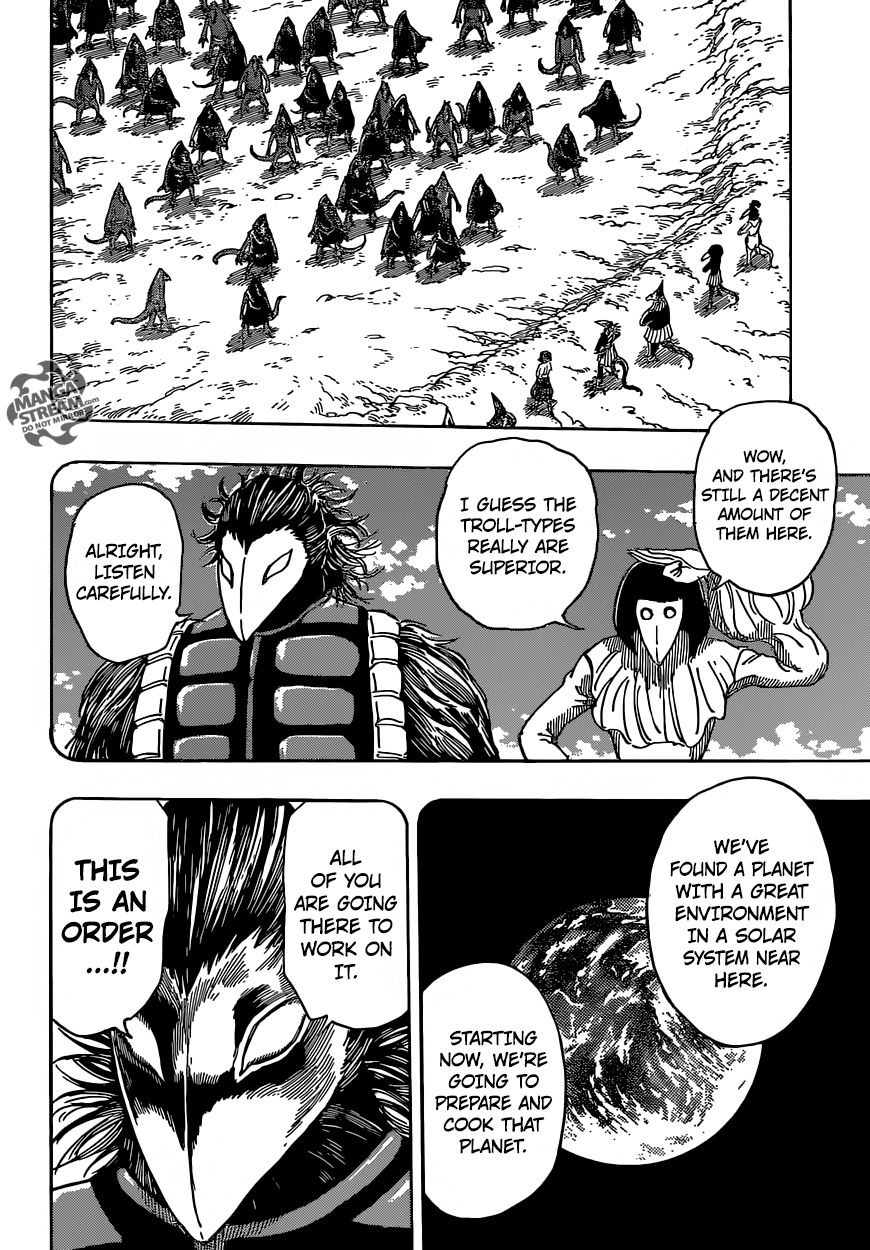 MANGA
STREAM.com
DO NOT MIRROR
WOW,
AND THERE'S
STILL A DECENT
AMOUNT OF
THEM HERE.
I GUESS THE
TROLL-TYPES
REALLY ARE
SUPERIOR.
ALRIGHT,
LISTEN
CAREFULLY.
WE'VE
FOUND A PLANET
WITH A GREAT
ENVIRONMENT
IN A SOLAR
SYSTEM NEAR
HERE.
STARTING
NOW, WE'RE
GOING TO
PREPARE AND
COOK THAT
PLANET.
ALL
OF YOU
ARE GOING
THERE TO
WORK ON
IT.
THIS
IS AN
ORDER
...!!